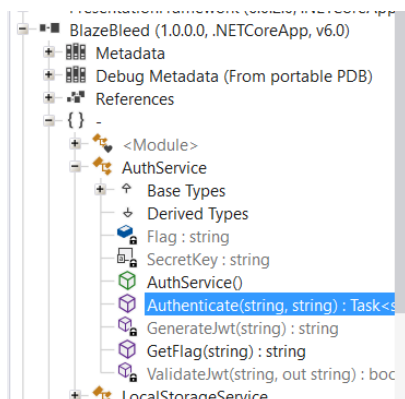 BlazeBleed (1.0.0.0, .NETCoreApp, v6.0)
Metadata
Debug Metadata (From portable PDB)
References
{ } -
<Module>
AuthService
Base Types
Derived Types
Flag : string
SecretKey : string
AuthService()
Authenticate(string, string) : Task<s
GenerateJwt(string) : string
GetFlag(string) : string
ValidateJwt(string, out string) : boo
LocalStorageService